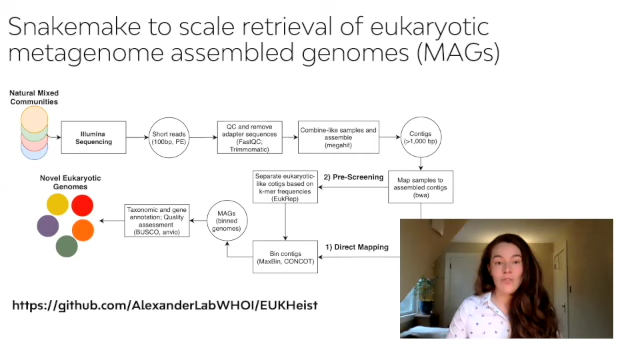 Snakemake to scale retrieval of eukaryotic
metagenome assembled genomes (MAGs)
Natural Mixed
Communities
Illumina
Sequencing
Short reads
(100bp, PE)
QC and remove
adapter sequences
(FastQC;
Trimmomatic)
Combine-like samples and
assemble
(megahit)
Contigs
(>1,000 bp)
Map samples to
assembled contigs
(bwa)
2) Pre-Screening
Separate eukaryotic-
like cotigs based on
k-mer frequencies
(EukRep)
1) Direct Mapping
Bin contigs
(MaxBin, CONCOT)
MAGs
(binned
genomes)
Taxonomic and gene
annotation; Quality
assessment
(BUSCO, anvio)
Novel Eukaryotic
Genomes
https://github.com/AlexanderLabWHOI/EUKHeist